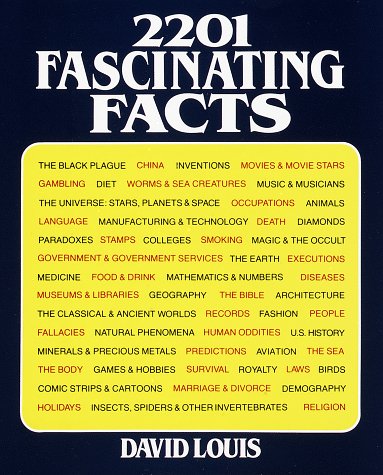 2201
FASCINATING
FACTS
THE BLACK PLAGUE CHINA INVENTIONS MOVIES & MOVIE STARS
GAMBLING DIET WORMS & SEA CREATURES MUSIC & MUSICIANS
THE UNIVERSE: STARS, PLANETS & SPACE OCCUPATIONS ANIMALS
LANGUAGE MANUFACTURING & TECHNOLOGY DEATH DIAMONDS
PARADOXES STAMPS COLLEGES SMOKING MAGIC & THE OCCULT
GOVERNMENT & GOVERNMENT SERVICES THE EARTH EXECUTIONS
MEDICINE FOOD & DRINK MATHEMATICS & NUMBERS DISEASES
MUSEUMS & LIBRARIES GEOGRAPHY THE BIBLE ARCHITECTURE
THE CLASSICAL & ANCIENT WORLDS RECORDS FASHION PEOPLE
FALLACIES NATURAL PHENOMENA HUMAN ODDITIES U.S. HISTORY
MINERALS & PRECIOUS METALS PREDICTIONS AVIATION THE SEA
THE BODY GAMES & HOBBIES SURVIVAL ROYALTY LAWS BIRDS
COMIC STRIPS & CARTOONS MARRIAGE & DIVORCE DEMOGRAPHY
HOLIDAYS INSECTS, SPIDERS & OTHER INVERTEBRATES RELIGION
DAVID LOUIS